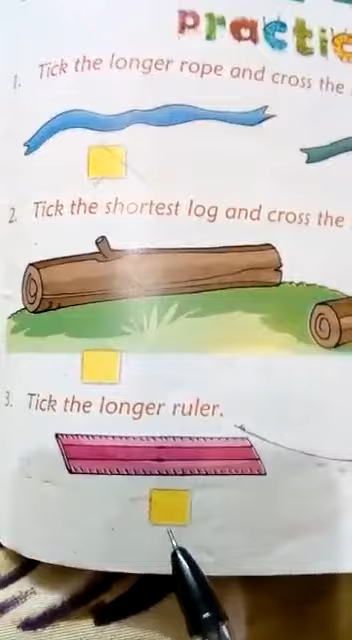 practic
1. Tick the longer rope and cross the
2. Tick the shortest log and cross the
3. Tick the longer ruler.